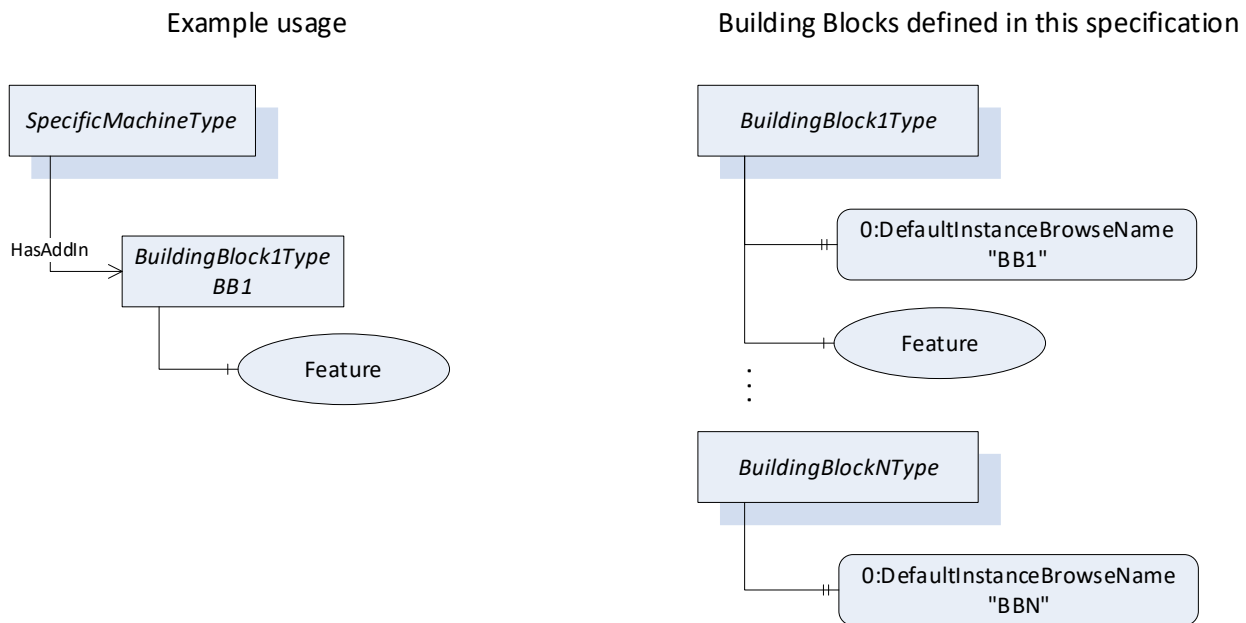 Example usage
SpecificMachineType
HasAddIn
BuildingBlock1Type
BB1
Feature
Building Blocks defined in this specification
BuildingBlock1Type
0:DefaultInstanceBrowseName
"BB1"
Feature
BuildingBlockNType
0:DefaultInstanceBrowseName
"BBN"